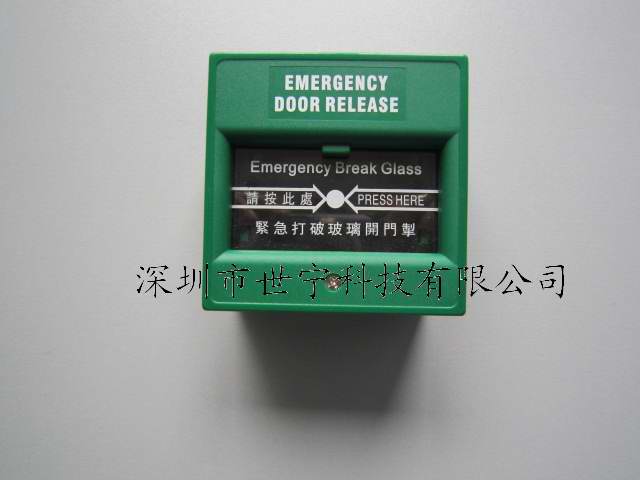 EMERGENCY
DOOR RELEASE
Emergency Break Glass
請按此處 PRESS HERE
緊急打破玻璃開門掣
深圳市世宁科技有限公司